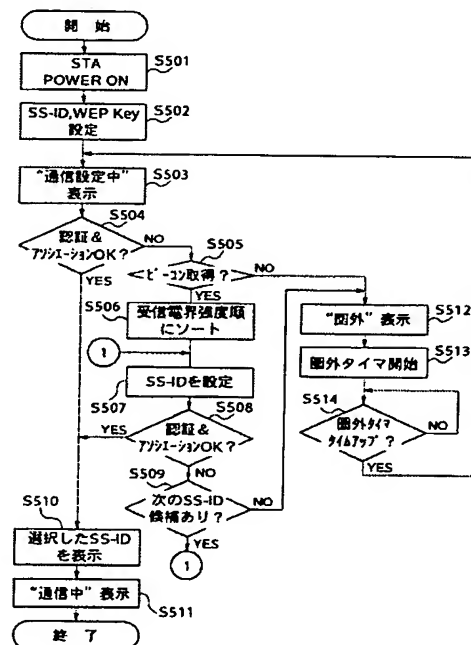 開 始
STA
POWER ON
S501
SS-ID,WEP Key
設定
S502
“通信設定中”
表示
S503
S504
認証&
アソシエーションOK?
NO
YES
S505
ビーコン取得?
NO
YES
S506
受信電界強度順
にソート
1
SS-IDを設定
S507
S508
認証&
アソシエーションOK?
YES
NO
S509
次のSS-ID
候補あり?
NO
YES
1
S510
選択したSS-ID
を表示
“通信中” 表示
S511
終 了
“圏外” 表示
S512
圏外タイマ開始
S513
S514
圏外タイマ
タイムアップ?
NO
YES